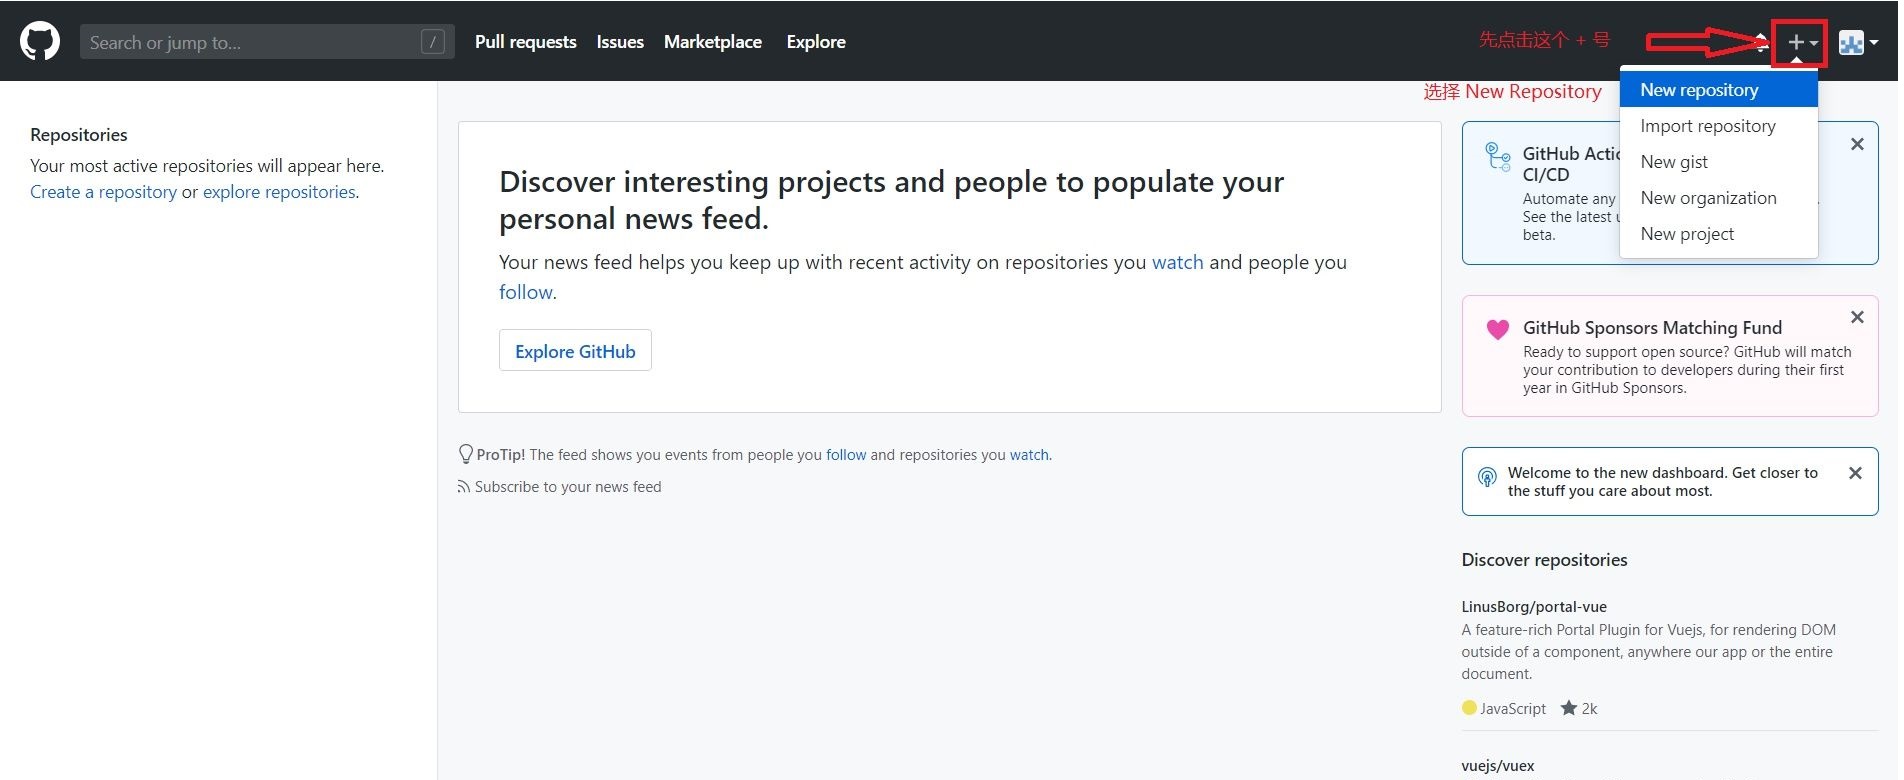 Search or jump to...
/
Pull requests
Issues
Marketplace
Explore
先点击这个 + 号
选择 New Repository
New repository
Import repository
New gist
New organization
New project
Repositories
Your most active repositories will appear here.
Create a repository or explore repositories.
Discover interesting projects and people to populate your
personal news feed.
Your news feed helps you keep up with recent activity on repositories you watch and people you
follow.
Explore GitHub
ProTip! The feed shows you events from people you follow and repositories you watch.
Subscribe to your news feed
GitHub
CI/CD
Automate any
See the latest
beta.
GitHub Sponsors Matching Fund
Ready to support open source? GitHub will match
your contribution to developers during their first
year in GitHub Sponsors.
Welcome to the new dashboard. Get closer to
the stuff you care about most.
Discover repositories
LinusBorg/portal-vue
A feature-rich Portal Plugin for Vuejs, for rendering DOM
outside of a component, anywhere our app or the entire
document.
JavaScript
2k
vuejs/vuex